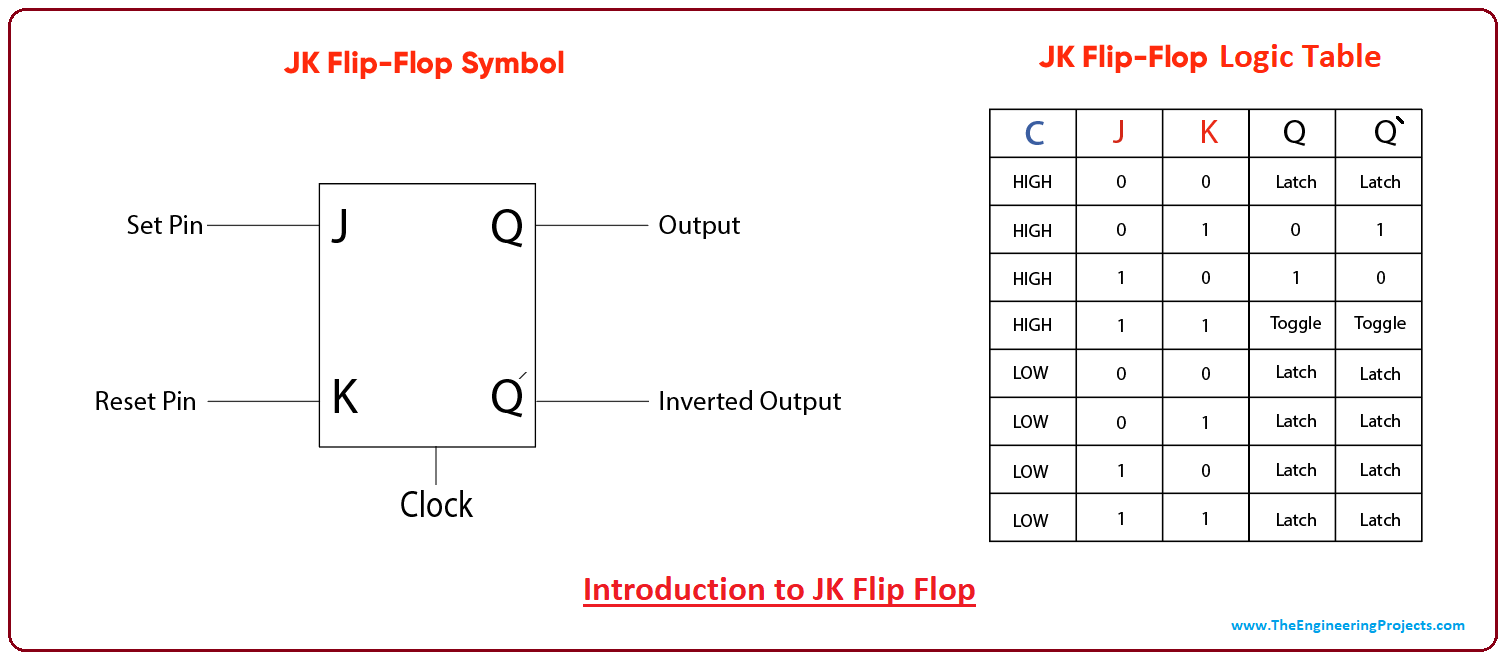 JK Flip-Flop Symbol
Set Pin
J
Q
Output
Reset Pin
K
Q´
Inverted Output
Clock
JK Flip-Flop Logic Table
C J K Q Q`
HIGH 0 0 Latch Latch
HIGH 0 1 0 1
HIGH 1 0 1 0
HIGH 1 1 Toggle Toggle
LOW 0 0 Latch Latch
LOW 0 1 Latch Latch
LOW 1 0 Latch Latch
LOW 1 1 Latch Latch
Introduction to JK Flip Flop
www.TheEngineeringProjects.com